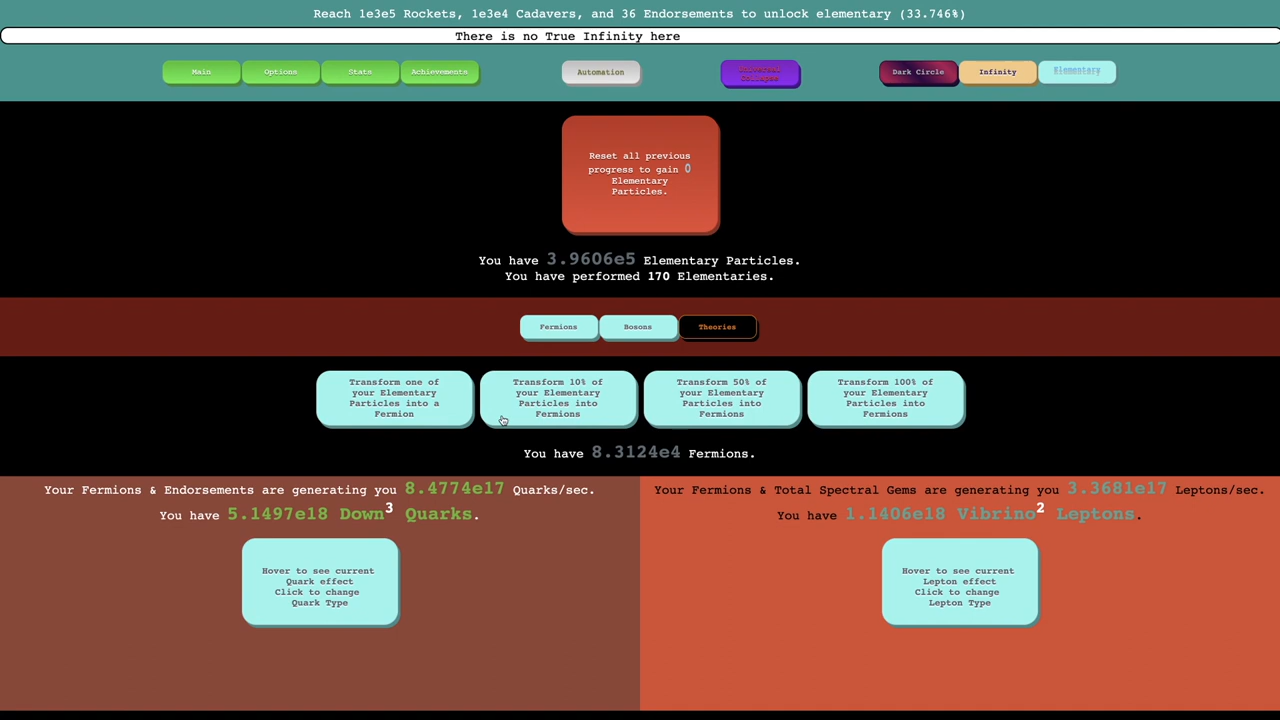 Reach 1e3e5 Rockets, 1e3e4 Cadavers, and 36 Endorsements to unlock elementary (33.746%)
There is no True Infinity here
Main
Options
Stats
Achievements
Automation
Universal
Collapse
Dark Circle
Infinity
Elementary
Reset all previous
progress to gain 0
Elementary
Particles.
You have 3.9606e5 Elementary Particles.
You have performed 170 Elementaries.
Fermions
Bosons
Theories
Transform one of
your Elementary
Particles into a
Fermion
Transform 10% of
your Elementary
Particles into
Fermions
Transform 50% of
your Elementary
Particles into
Fermions
Transform 100% of
your Elementary
Particles into
Fermions
You have 8.3124e4 Fermions.
Your Fermions & Endorsements are generating you 8.4774e17 Quarks/sec.
You have 5.1497e18 Down³ Quarks.
Hover to see current
Quark effect
Click to change
Quark Type
Your Fermions & Total Spectral Gems are generating you 3.3681e17 Leptons/sec.
You have 1.1406e18 Vibrino² Leptons.
Hover to see current
Lepton effect
Click to change
Lepton Type